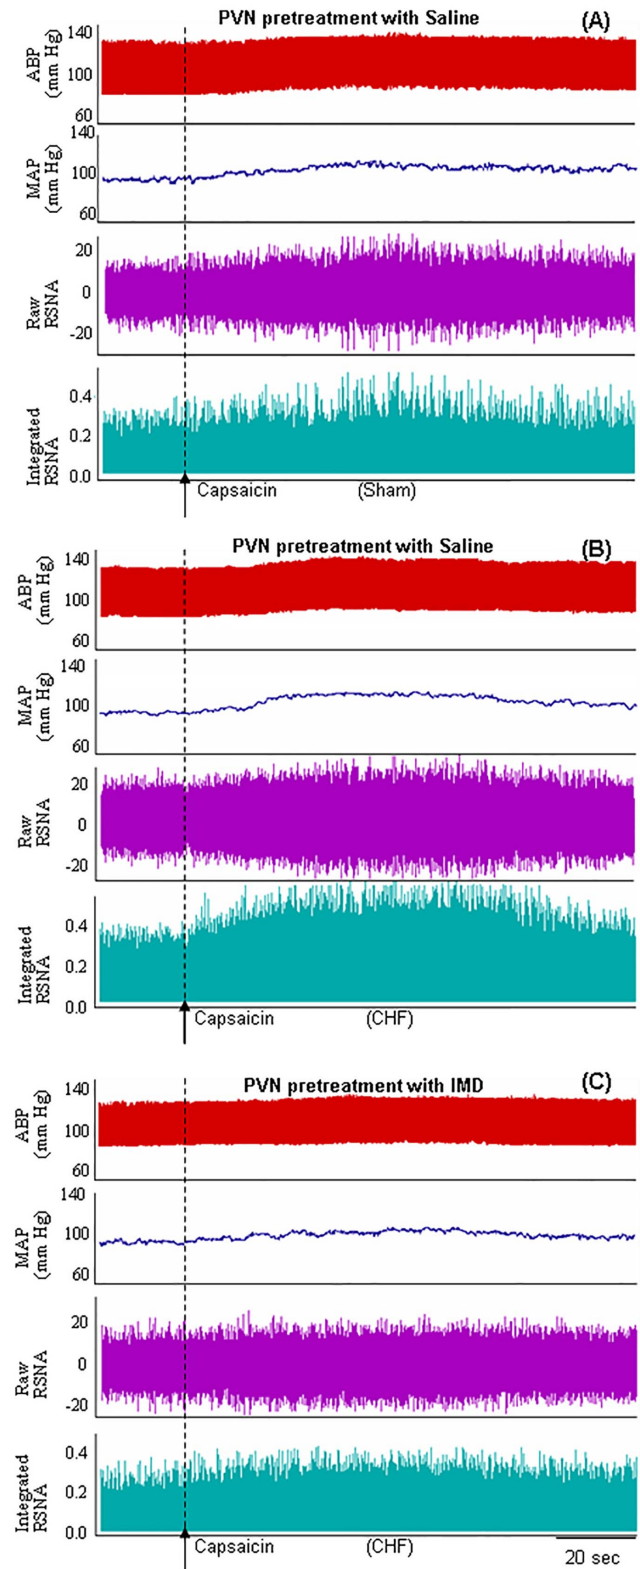 PVN pretreatment with Saline (A)
ABP
(mm Hg)
140
100
60
MAP
(mm Hg)
140
100
60
Raw
RSNA
20
0
-20
Integrated
RSNA
0.4
0.2
0.0
Capsaicin (Sham)
PVN pretreatment with Saline (B)
ABP
(mm Hg)
140
100
60
MAP
(mm Hg)
140
100
60
Raw
RSNA
20
0
-20
Integrated
RSNA
0.4
0.2
0.0
Capsaicin (CHF)
PVN pretreatment with IMD (C)
ABP
(mm Hg)
140
100
60
MAP
(mm Hg)
140
100
60
Raw
RSNA
20
0
-20
Integrated
RSNA
0.4
0.2
0.0
Capsaicin (CHF)
20 sec